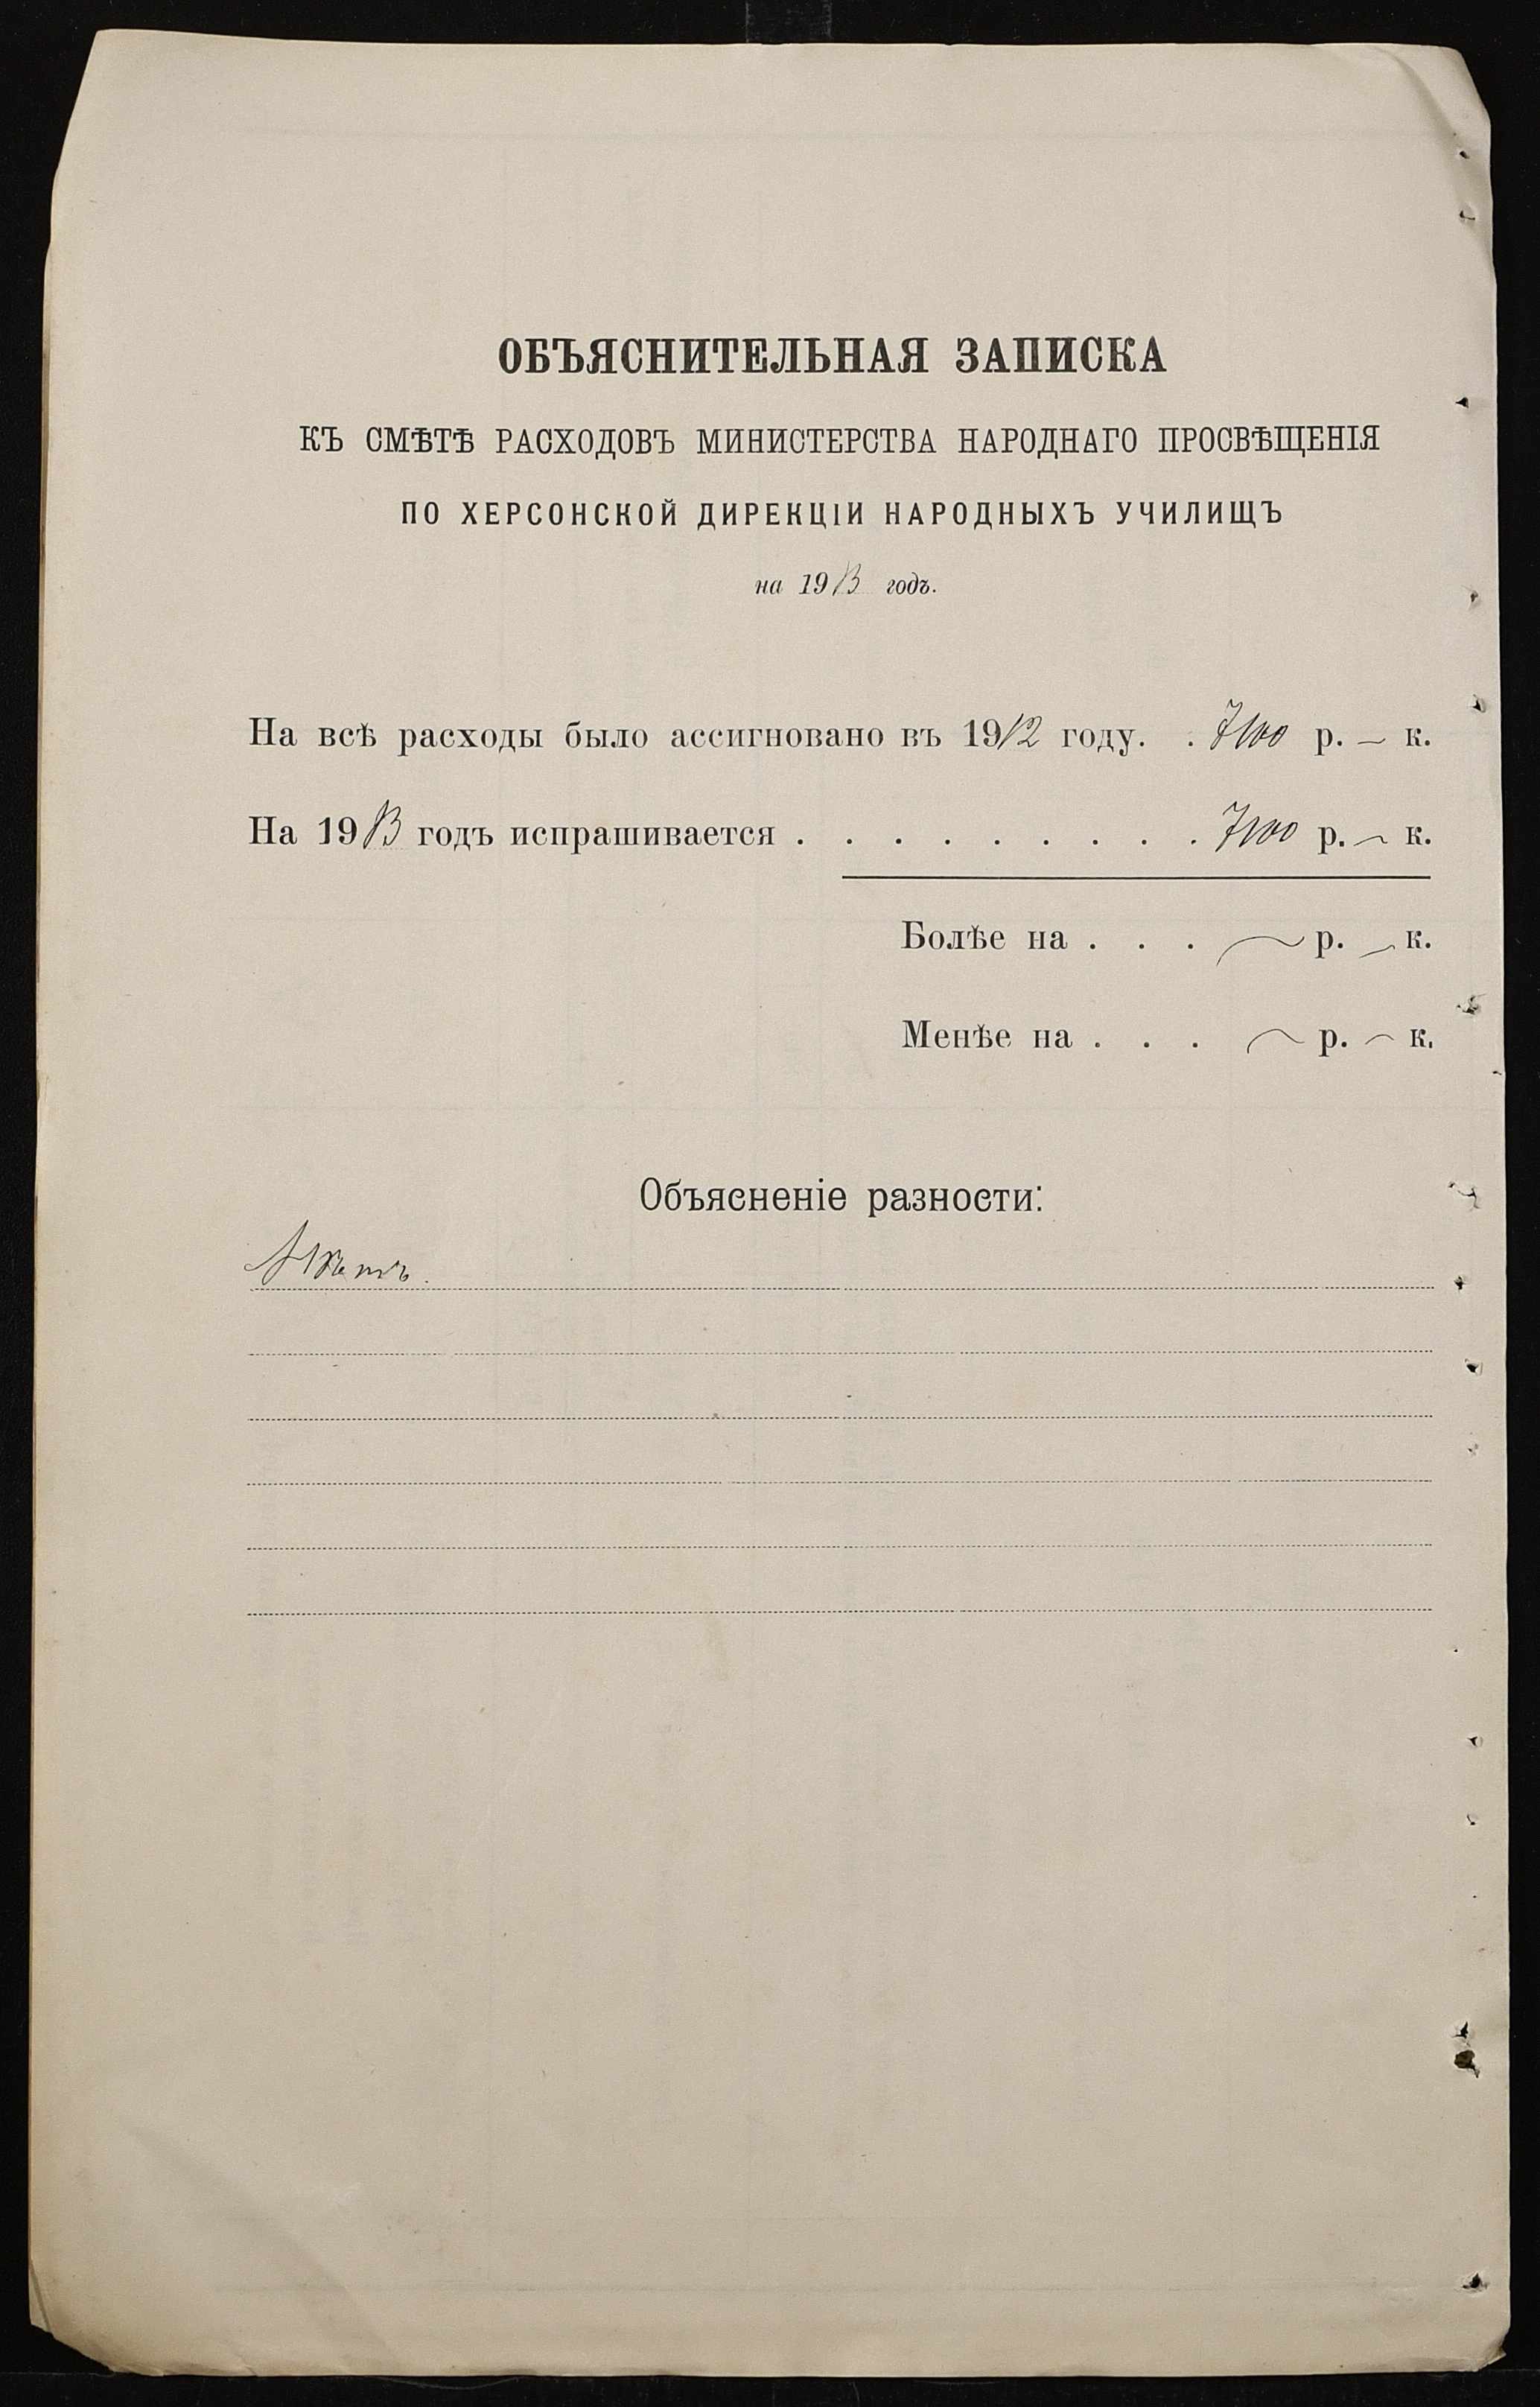 ОБЪЯСНИТЕЛЬНАЯ ЗАПИСКА
КЪ СМѢТѢ РАСХОДОВЪ МИНИСТЕРСТВА НАРОДНАГО ПРОСВѢЩЕНІЯ
ПО ХЕРСОНСКОЙ ДИРЕКЦІИ НАРОДНЫХЪ УЧИЛИЩЪ
на 1913 годъ.
На всѣ расходы было ассигновано въ 1912 году. . 7100 р. — к.
На 1913 годъ испрашивается . . . . . . . . . 7100 р. — к.
Болѣе на . . . — р. — к.
Менѣе на . . . — р. — к.
Объясненіе разности: